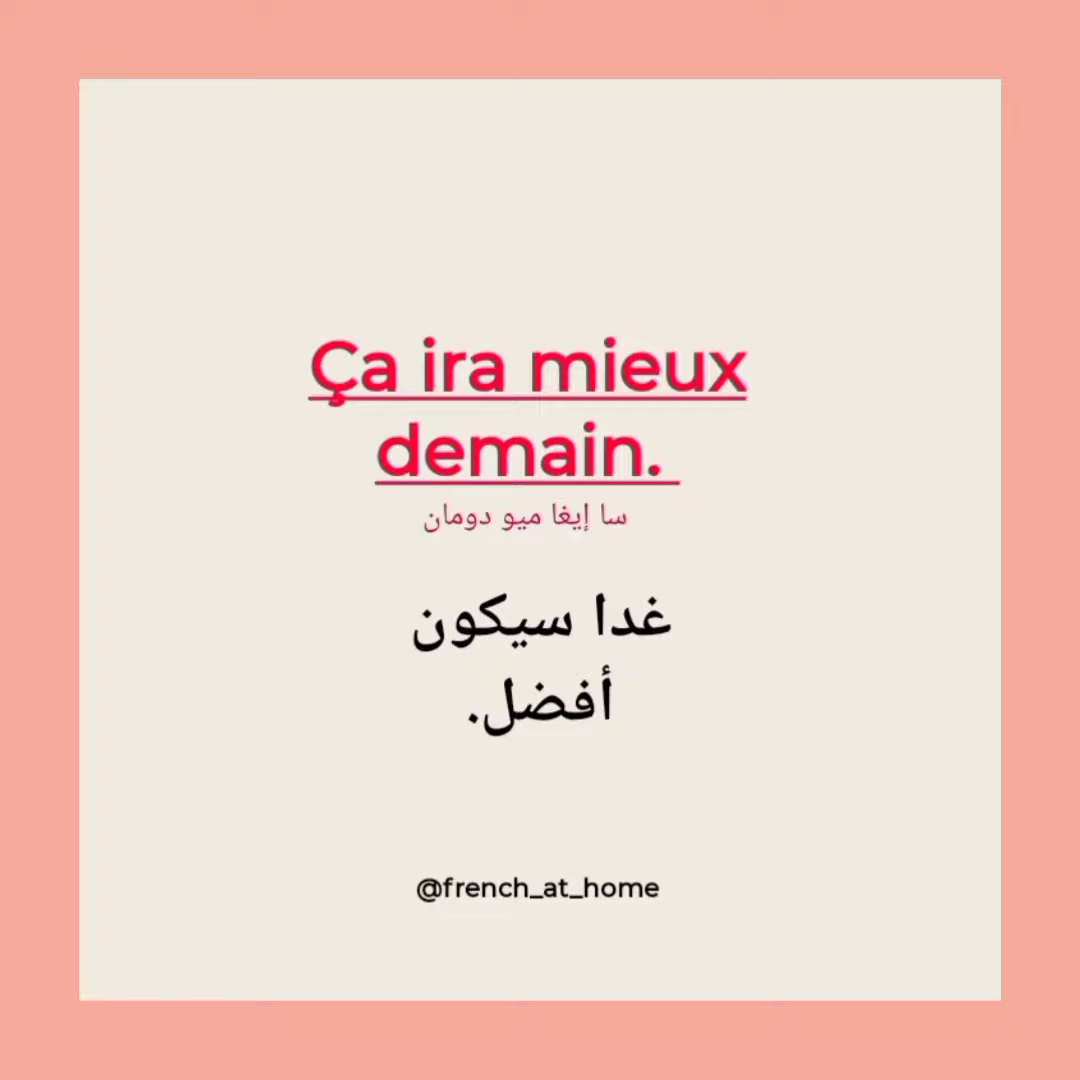 Ça ira mieux
demain.
سا إيغا ميو دومان
غدا سيكون
أفضل.
@french_at_home